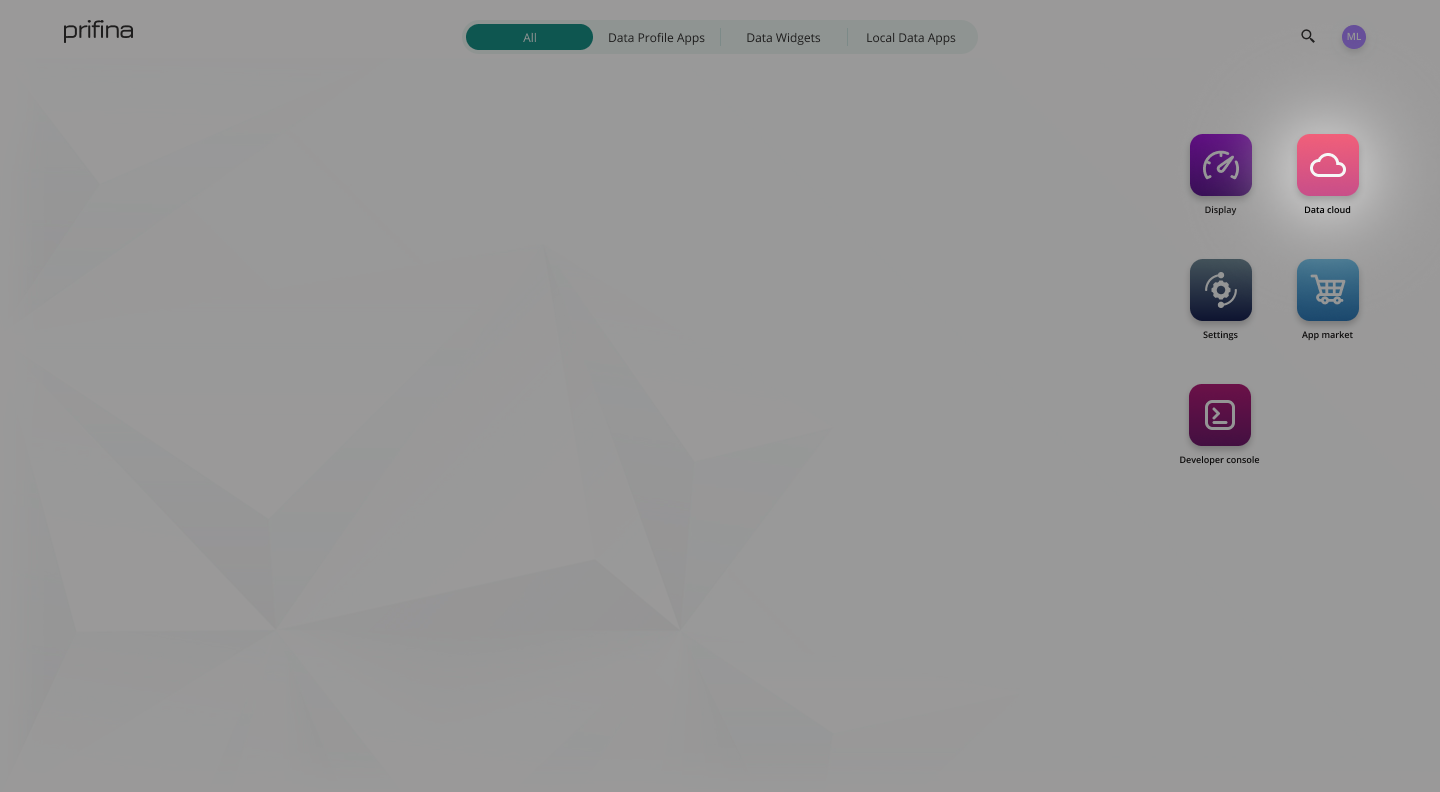 prifina
All
Data Profile Apps
Data Widgets
Local Data Apps
ML
Display
Data cloud
Settings
App market
Developer console